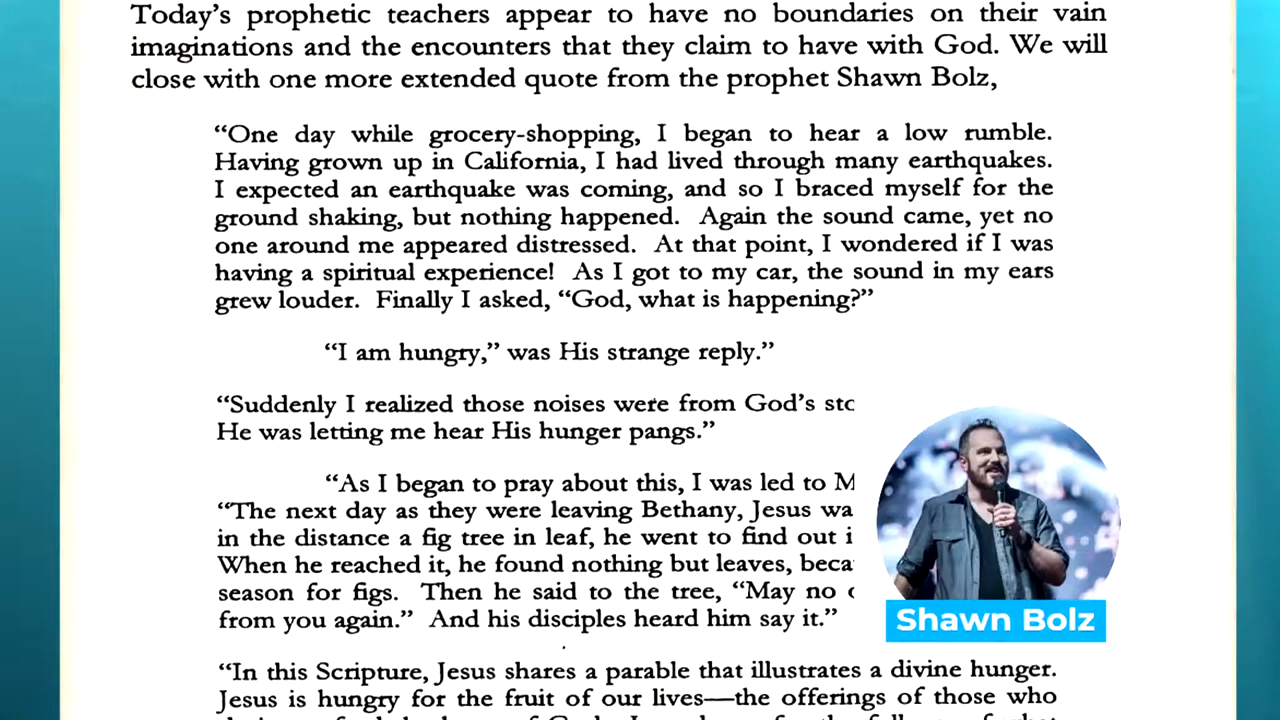 Today’s prophetic teachers appear to have no boundaries on their vain
imaginations and the encounters that they claim to have with God. We will
close with one more extended quote from the prophet Shawn Bolz,
“One day while grocery-shopping, I began to hear a low rumble.
Having grown up in California, I had lived through many earthquakes.
I expected an earthquake was coming, and so I braced myself for the
ground shaking, but nothing happened. Again the sound came, yet no
one around me appeared distressed. At that point, I wondered if I was
having a spiritual experience! As I got to my car, the sound in my ears
grew louder. Finally I asked, “God, what is happening?”
“I am hungry,” was His strange reply.”
“Suddenly I realized those noises were from God’s
He was letting me hear His hunger pangs.”
“As I began to pray about this, I was led to
“The next day as they were leaving Bethany, Jesus
in the distance a fig tree in leaf, he went to find out
When he reached it, he found nothing but leaves,
season for figs. Then he said to the tree, “May no
from you again.” And his disciples heard him say it.”
Shawn Bolz
“In this Scripture, Jesus shares a parable that illustrates a divine hunger.
Jesus is hungry for the fruit of our lives—the offerings of those who